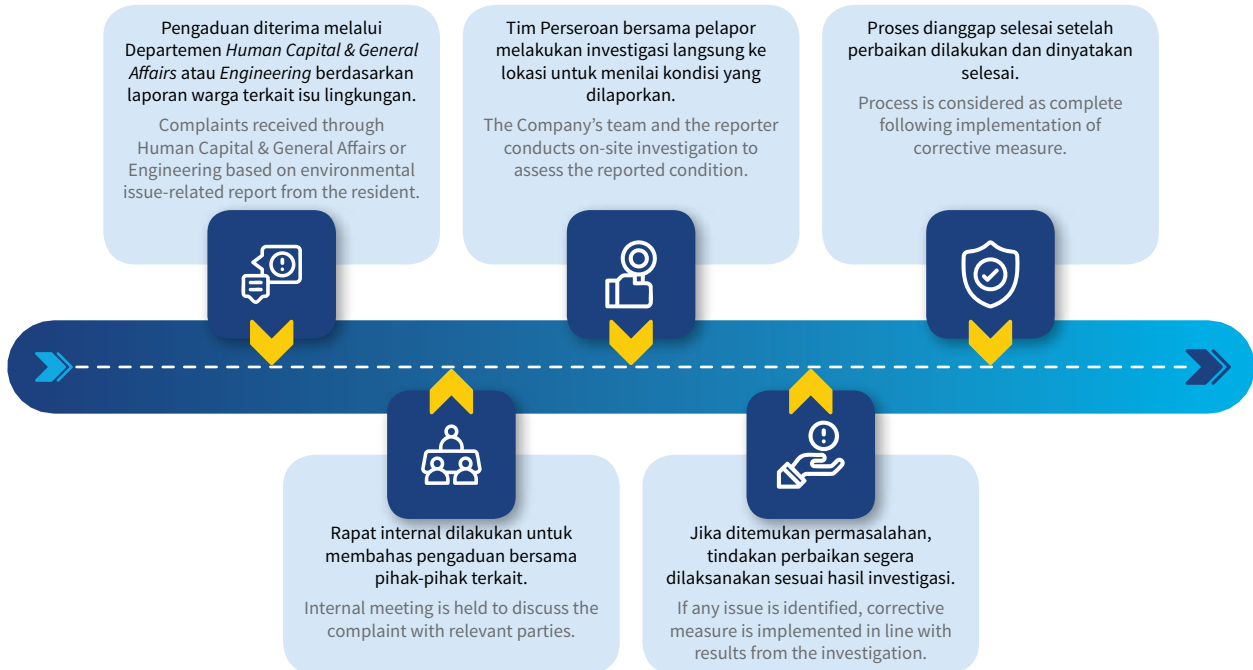 Pengaduan diterima melalui
Departemen Human Capital & General
Affairs atau Engineering berdasarkan
laporan warga terkait isu lingkungan.
Complaints received through
Human Capital & General Affairs or
Engineering based on environmental
issue-related report from the resident.
Rapat internal dilakukan untuk
membahas pengaduan bersama
pihak-pihak terkait.
Internal meeting is held to discuss the
complaint with relevant parties.
Tim Perseroan bersama pelapor
melakukan investigasi langsung ke
lokasi untuk menilai kondisi yang
dilaporkan.
The Company’s team and the reporter
conducts on-site investigation to
assess the reported condition.
Jika ditemukan permasalahan,
tindakan perbaikan segera
dilaksanakan sesuai hasil investigasi.
If any issue is identified, corrective
measure is implemented in line with
results from the investigation.
Proses dianggap selesai setelah
perbaikan dilakukan dan dinyatakan
selesai.
Process is considered as complete
following implementation of
corrective measure.